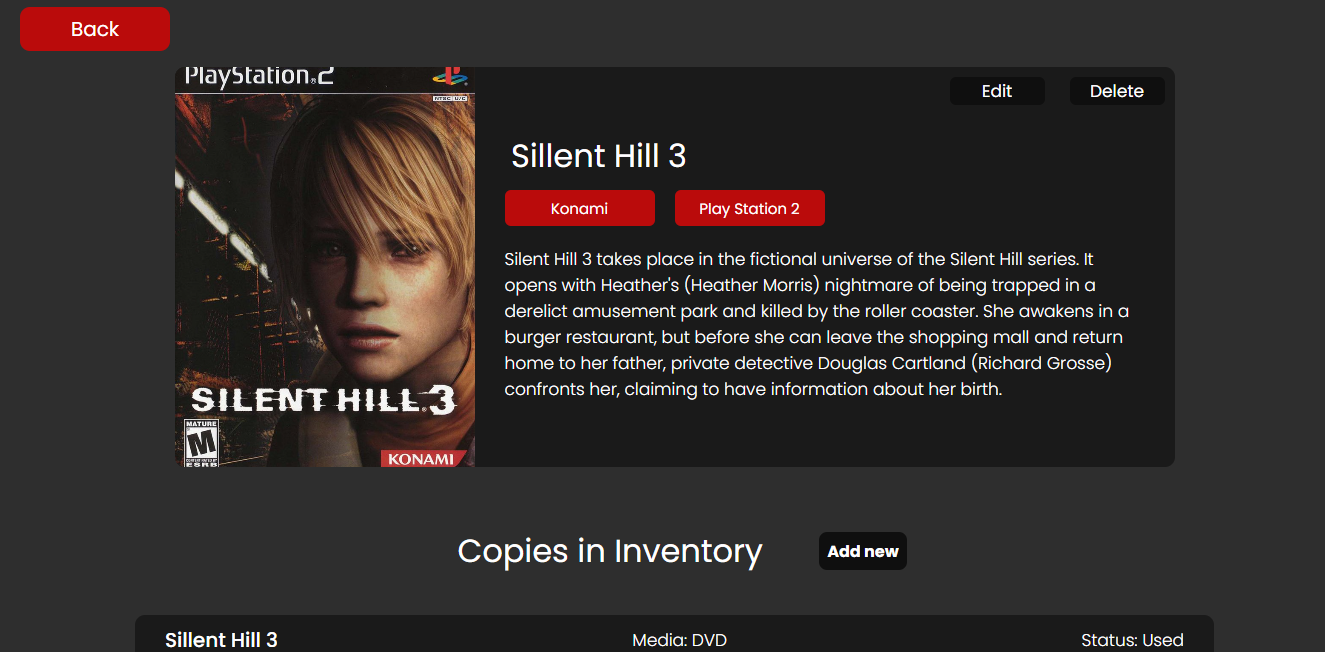 Back
PlayStation®2
NTSC U/C
Edit
Delete
Sillent Hill 3
Konami
Play Station 2
Silent Hill 3 takes place in the fictional universe of the Silent Hill series. It
opens with Heather's (Heather Morris) nightmare of being trapped in a
derelict amusement park and killed by the roller coaster. She awakens in a
burger restaurant, but before she can leave the shopping mall and return
home to her father, private detective Douglas Cartland (Richard Grosse)
confronts her, claiming to have information about her birth.
SILENT HILL®3
MATURE
M
CONTENT RATED BY
ESRB
KONAMI
Copies in Inventory
Add new
Sillent Hill 3
Media: DVD
Status: Used